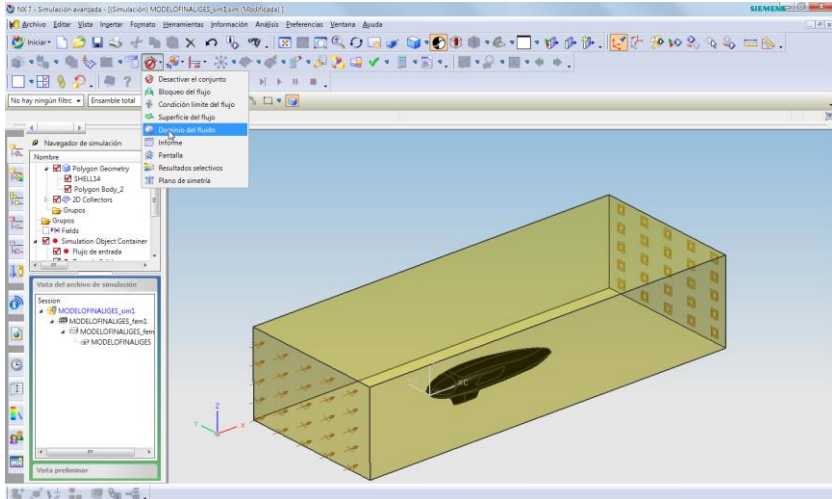 NX 7 - Simulación avanzada - [(Simulación) MODELOFINALIGES_sim1.sim (Modificada) ]
SIEMENS
Archivo Editar Vista Insertar Formato Herramientas Información Análisis Preferencias Ventana Ayuda
Iniciar
No hay ningún filtro
Ensamble total
Desactivar el conjunto
Bloqueo del flujo
Condición límite del flujo
Superficie del flujo
Dominio del fluido
Informe
Pantalla
Resultados selectivos
Plano de simetría
Navegador de simulación
Nombre
Polygon Geometry
SHELL14
Polygon Body_2
2D Collectors
Grupos
Grupos
Fields
Simulation Object Container
Flujo de entrada
Vista del archivo de simulación
Session
MODELOFINALIGES_sim1
MODELOFINALIGES_fem1
MODELOFINALIGES_fem
MODELOFINALIGES
Vista preliminar
XC
Z
Y
X